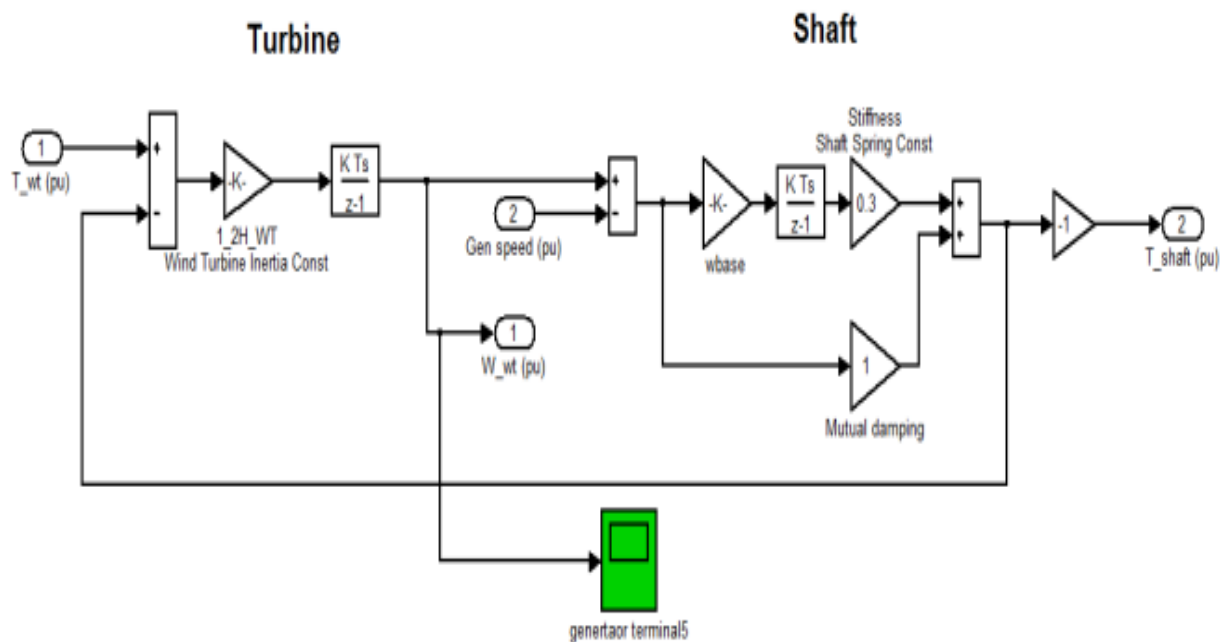 Turbine
Shaft
Stiffness
Shaft Spring Const
1
T_wt (pu)
+
-
-K-
1_2H_WT
Wind Turbine Inertia Const
K Ts
z-1
2
Gen speed (pu)
+
-
-K-
wbase
K Ts
z-1
0.3
+
+
-1
2
T_shaft (pu)
1
W_wt (pu)
1
Mutual damping
genertaor terminal5